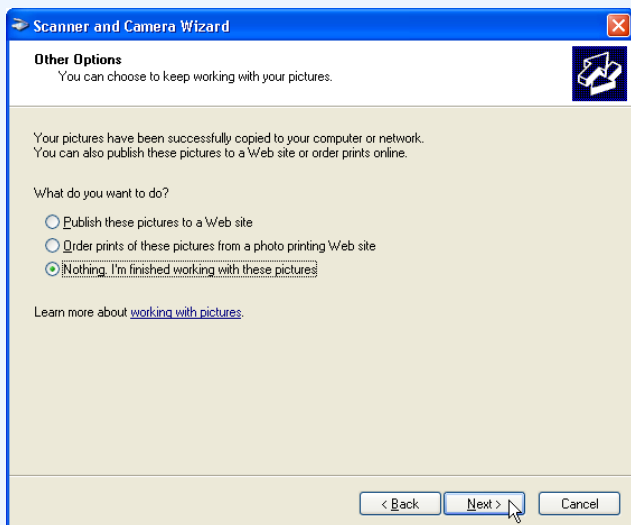 Scanner and Camera Wizard
Other Options
You can choose to keep working with your pictures.
Your pictures have been successfully copied to your computer or network.
You can also publish these pictures to a Web site or order prints online.
What do you want to do?
Publish these pictures to a Web site
Order prints of these pictures from a photo printing Web site
Nothing. I'm finished working with these pictures
Learn more about working with pictures.
< Back Next > Cancel